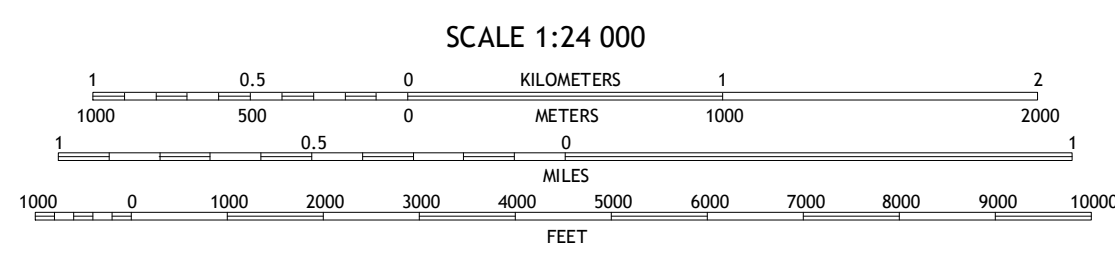 SCALE 1:24 000
1 0.5 0 KILOMETERS 1 2
1000 500 0 METERS 1000 2000
1 0.5 0 1
MILES
1000 0 1000 2000 3000 4000 5000 6000 7000 8000 9000 10000
FEET